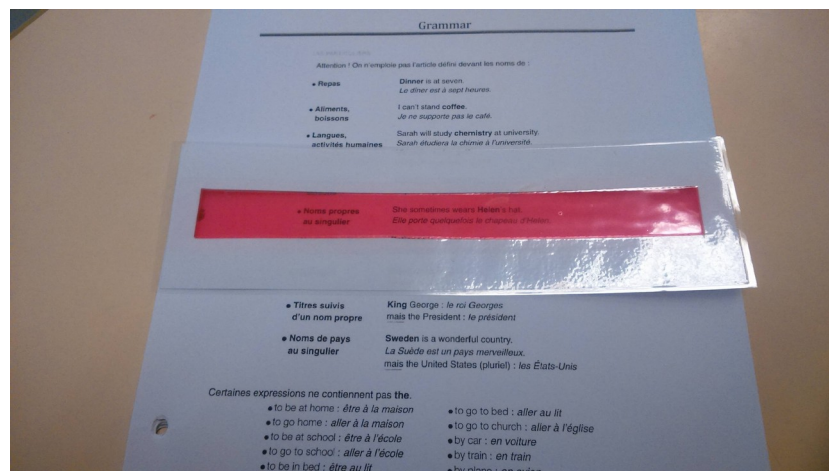 Grammar
Attention ! On n'emploie pas l'article défini devant les noms de :
• Repas
Dinner is at seven.
Le dîner est à sept heures.
• Aliments, boissons
I can't stand coffee.
Je ne supporte pas le café.
• Langues, activités humaines
Sarah will study chemistry at university.
Sarah étudiera la chimie à l'université.
• Noms propres au singulier
She sometimes wears Helen's hat.
Elle porte quelquefois le chapeau d'Helen.
• Titres suivis d'un nom propre
King George : le roi Georges
mais the President : le président
• Noms de pays au singulier
Sweden is a wonderful country.
La Suède est un pays merveilleux.
mais the United States (pluriel) : les États-Unis
Certaines expressions ne contiennent pas the.
• to be at home : être à la maison
• to go home : aller à la maison
• to be at school : être à l'école
• to go to school : aller à l'école
• to be in bed : être au lit
• to go to bed : aller au lit
• to go to church : aller à l'église
• by car : en voiture
• by train : en train
• by plane : en avion